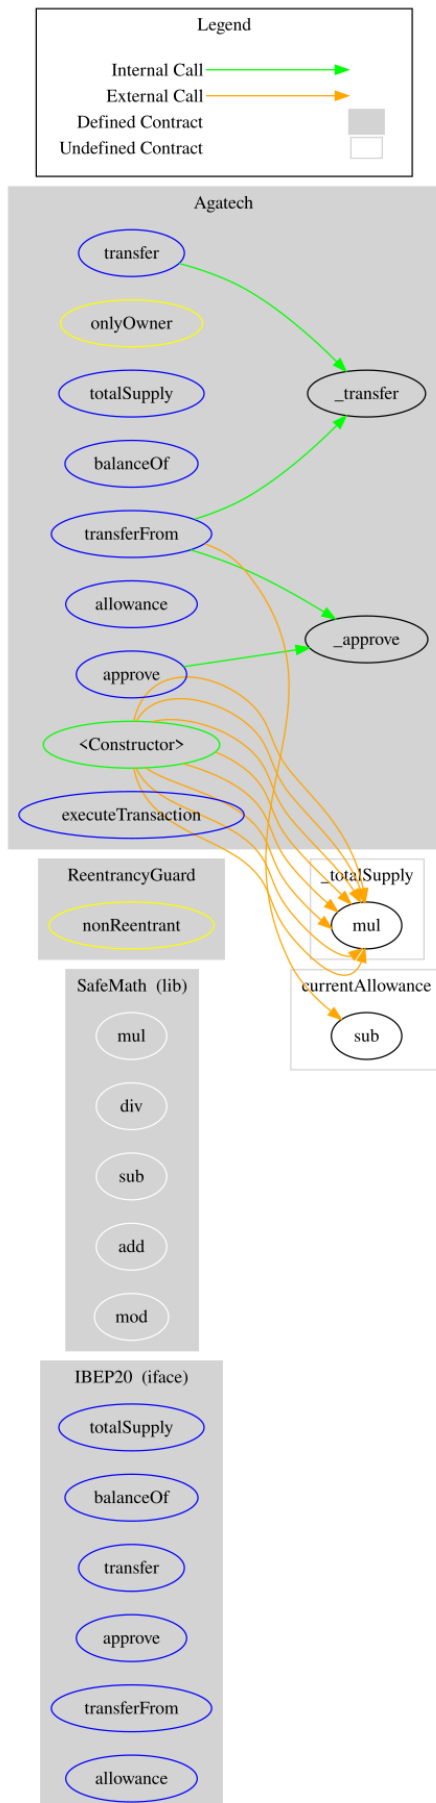 Legend
Internal Call
External Call
Defined Contract
Undefined Contract
Agatech
transfer
onlyOwner
_transfer
totalSupply
balanceOf
transferFrom
allowance
_approve
approve
<Constructor>
executeTransaction
ReentrancyGuard
_totalSupply
nonReentrant
mul
SafeMath (lib)
currentAllowance
mul
sub
div
sub
add
mod
IBEP20 (iface)
totalSupply
balanceOf
transfer
approve
transferFrom
allowance